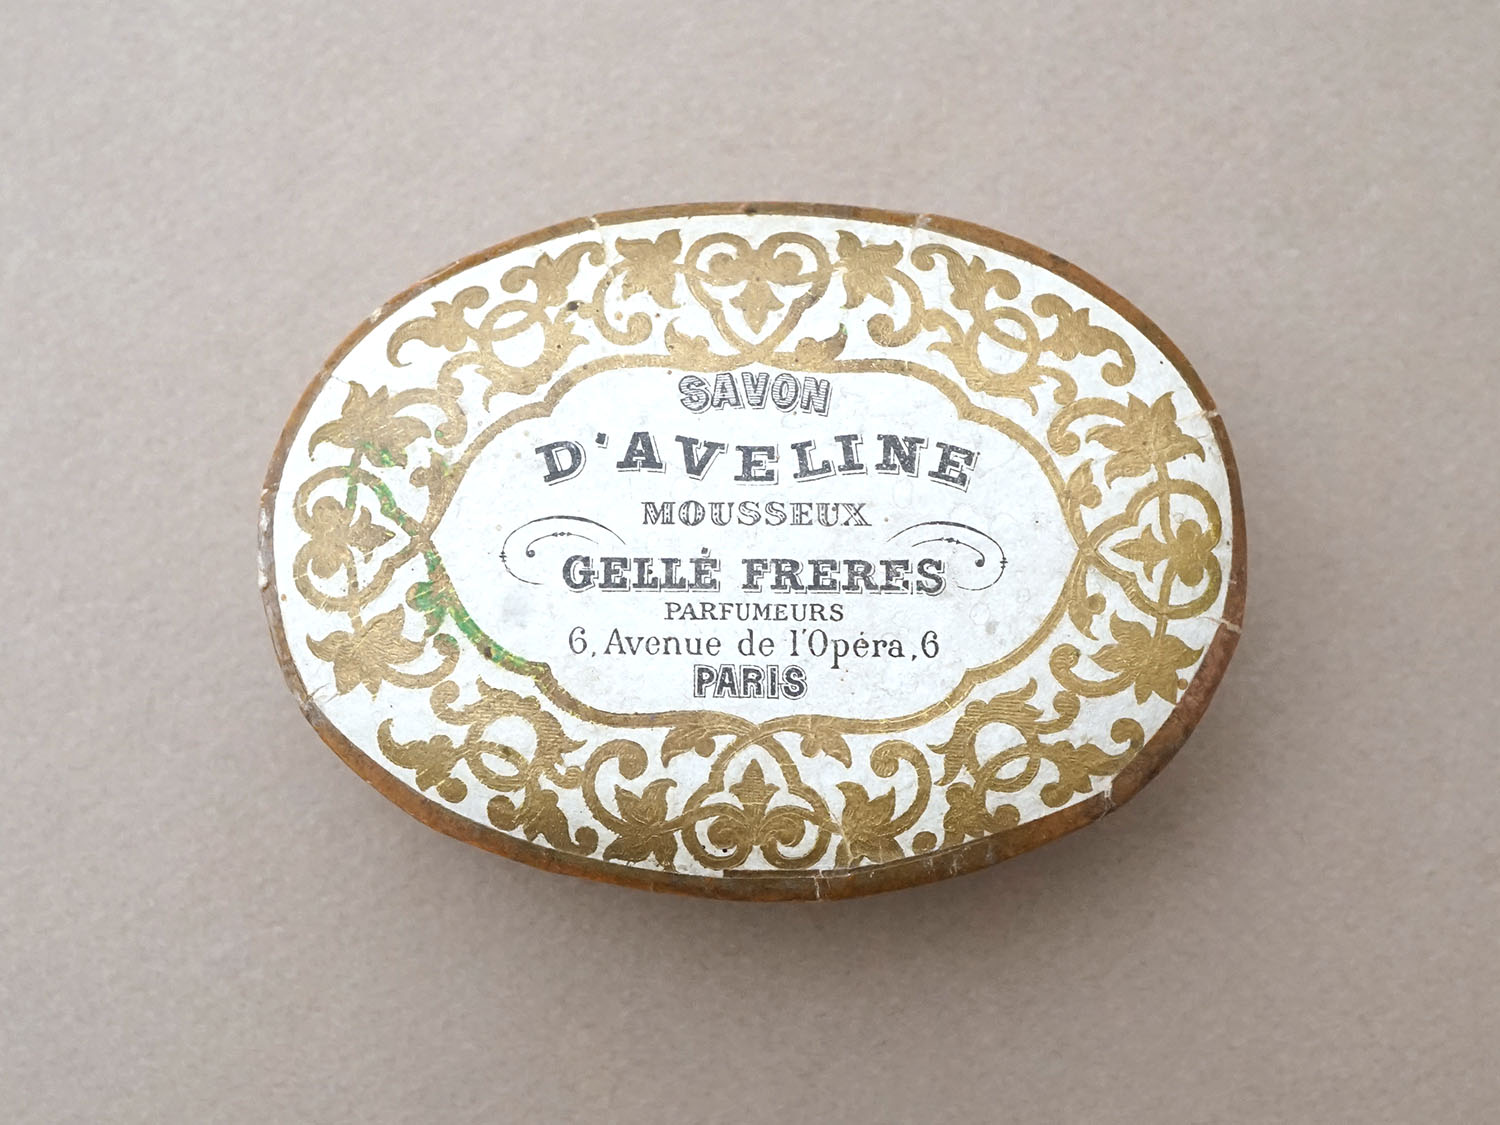 SAVON
D'AVELINE
MOUSSEUX
GELLÉ FRERES
PARFUMEURS
6, Avenue de l'Opéra, 6
PARIS